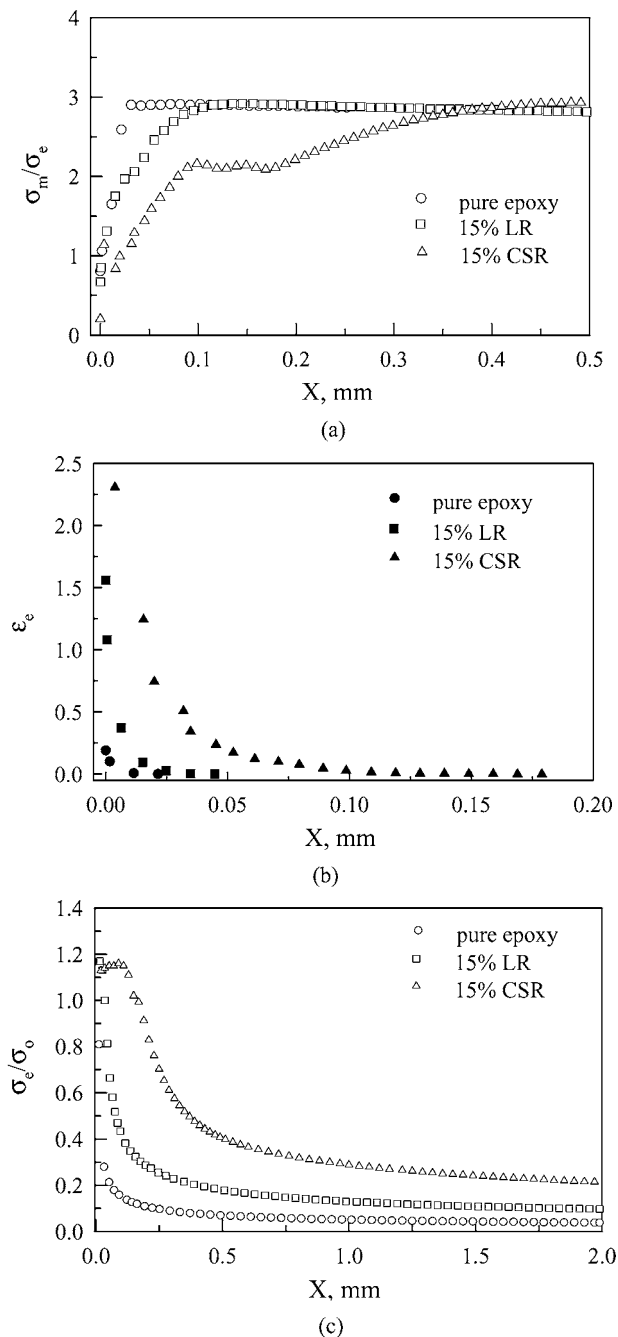 4
3
2
1
0
σm/σe
pure epoxy
15% LR
15% CSR
0.0 0.1 0.2 0.3 0.4 0.5
X, mm
(a)
2.5
2.0
1.5
1.0
0.5
0.0
εe
pure epoxy
15% LR
15% CSR
0.00 0.05 0.10 0.15 0.20
X, mm
(b)
1.4
1.2
1.0
0.8
0.6
0.4
0.2
0.0
σe/σo
pure epoxy
15% LR
15% CSR
0.0 0.5 1.0 1.5 2.0
X, mm
(c)